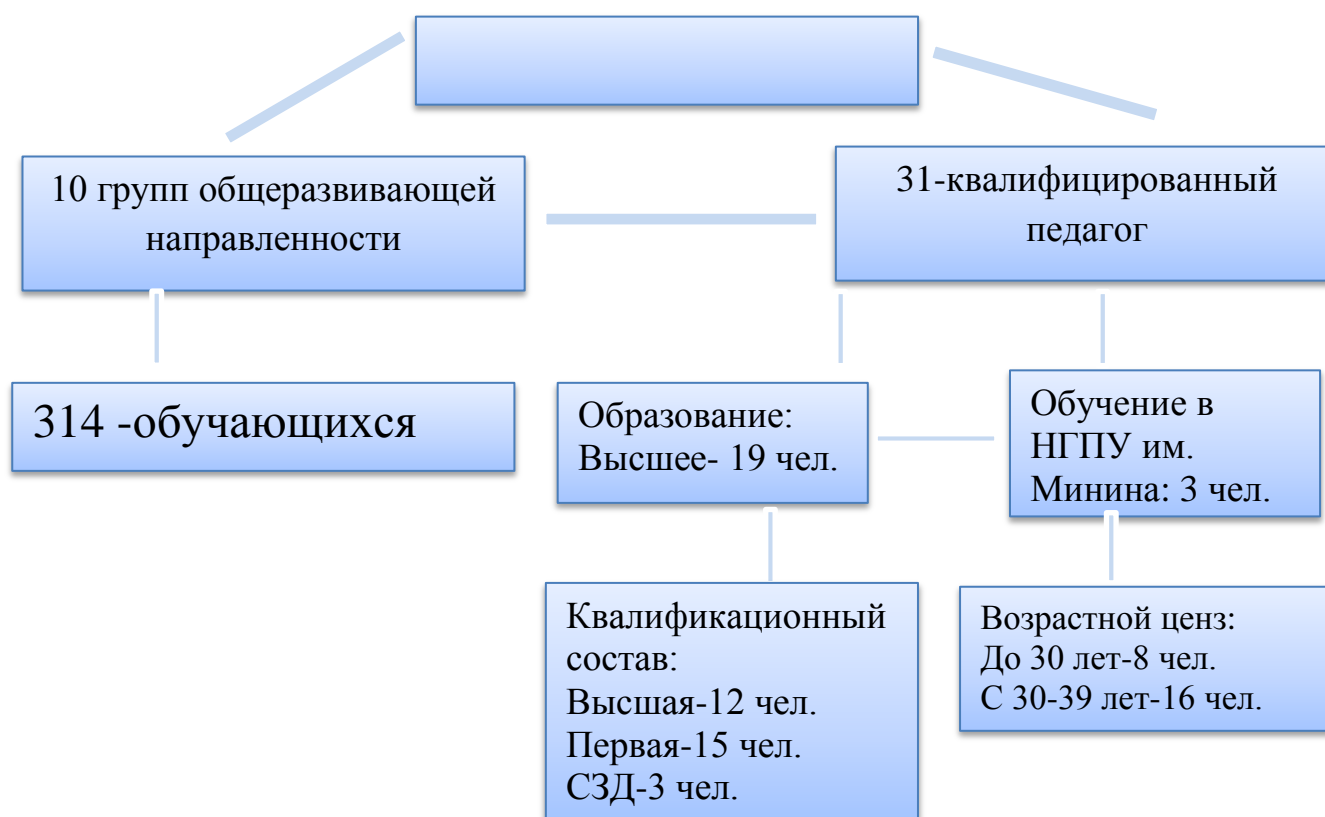 10 групп общеразвивающей
направленности
31-квалифицированный
педагог
314 -обучающихся
Образование:
Высшее- 19 чел.
Обучение в
НГПУ им.
Минина: 3 чел.
Квалификационный
состав:
Высшая-12 чел.
Первая-15 чел.
СЗД-3 чел.
Возрастной ценз:
До 30 лет-8 чел.
С 30-39 лет-16 чел.